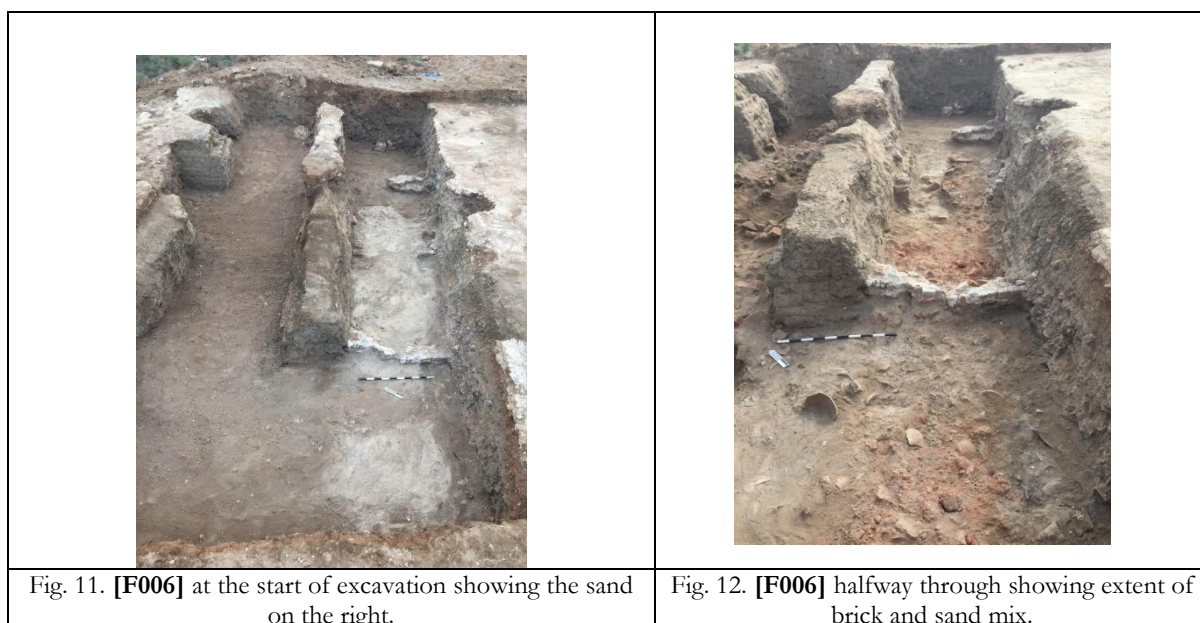 Fig. 11. [F006] at the start of excavation showing the sand
on the right.
Fig. 12. [F006] halfway through showing extent of
brick and sand mix.